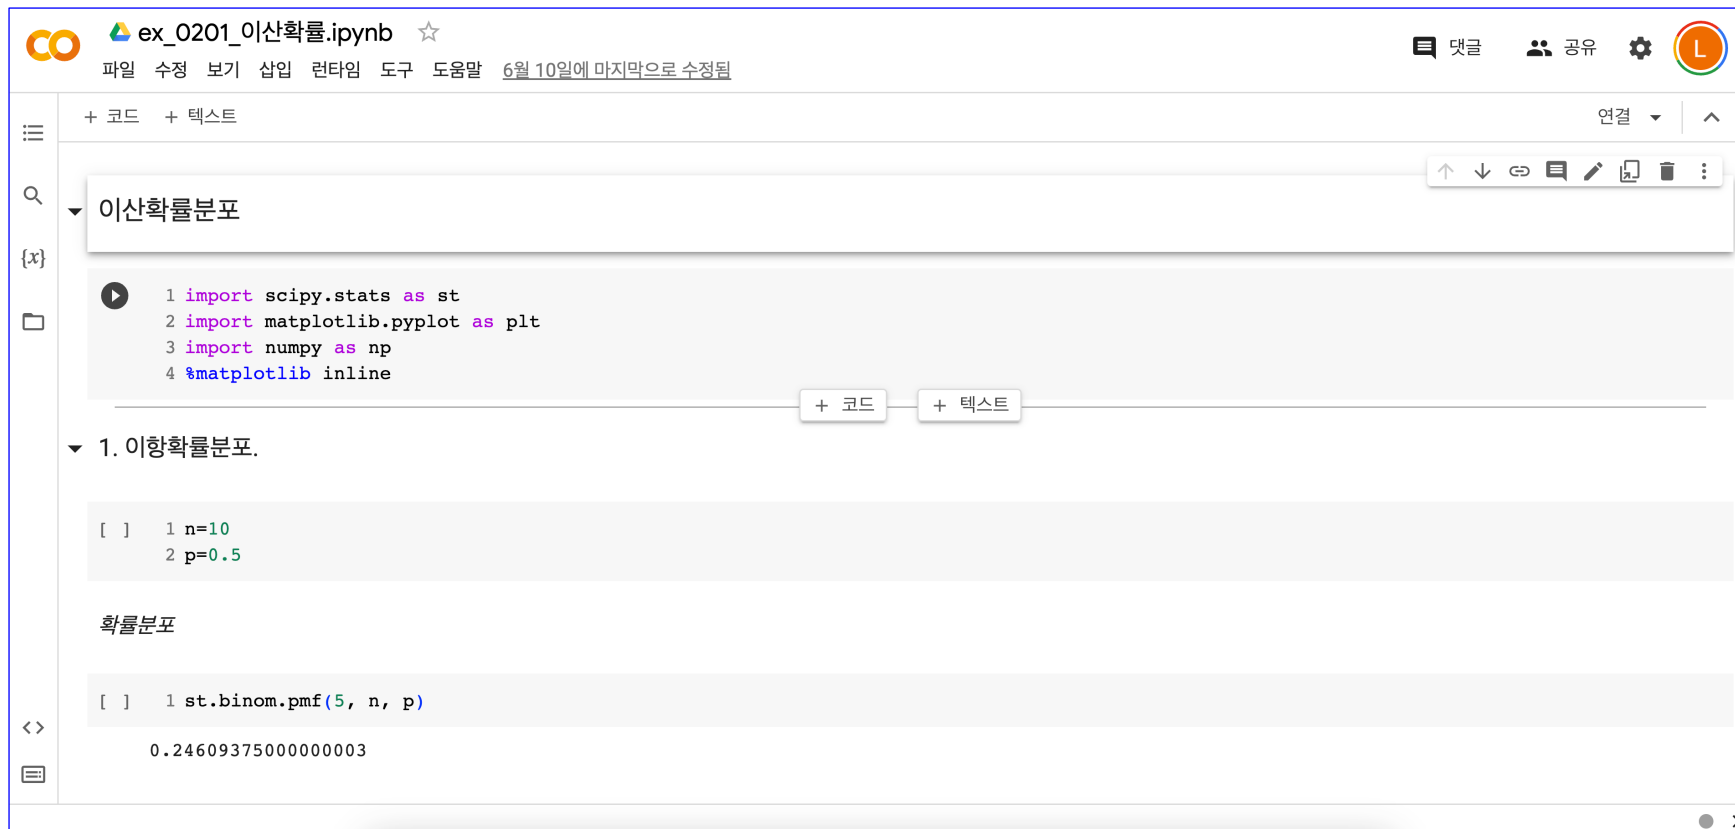 ex_0201_이산확률.ipynb
댓글 공유 L
파일 수정 보기 삽입 런타임 도구 도움말 6월 10일에 마지막으로 수정됨
+ 코드 + 텍스트 연결
이산확률분포
{x}
1 import scipy.stats as st
2 import matplotlib.pyplot as plt
3 import numpy as np
4 %matplotlib inline
+ 코드 + 텍스트
1. 이항확률분포.
[ ] 1 n=10
2 p=0.5
확률분포
[ ] 1 st.binom.pmf(5, n, p)
0.24609375000000003